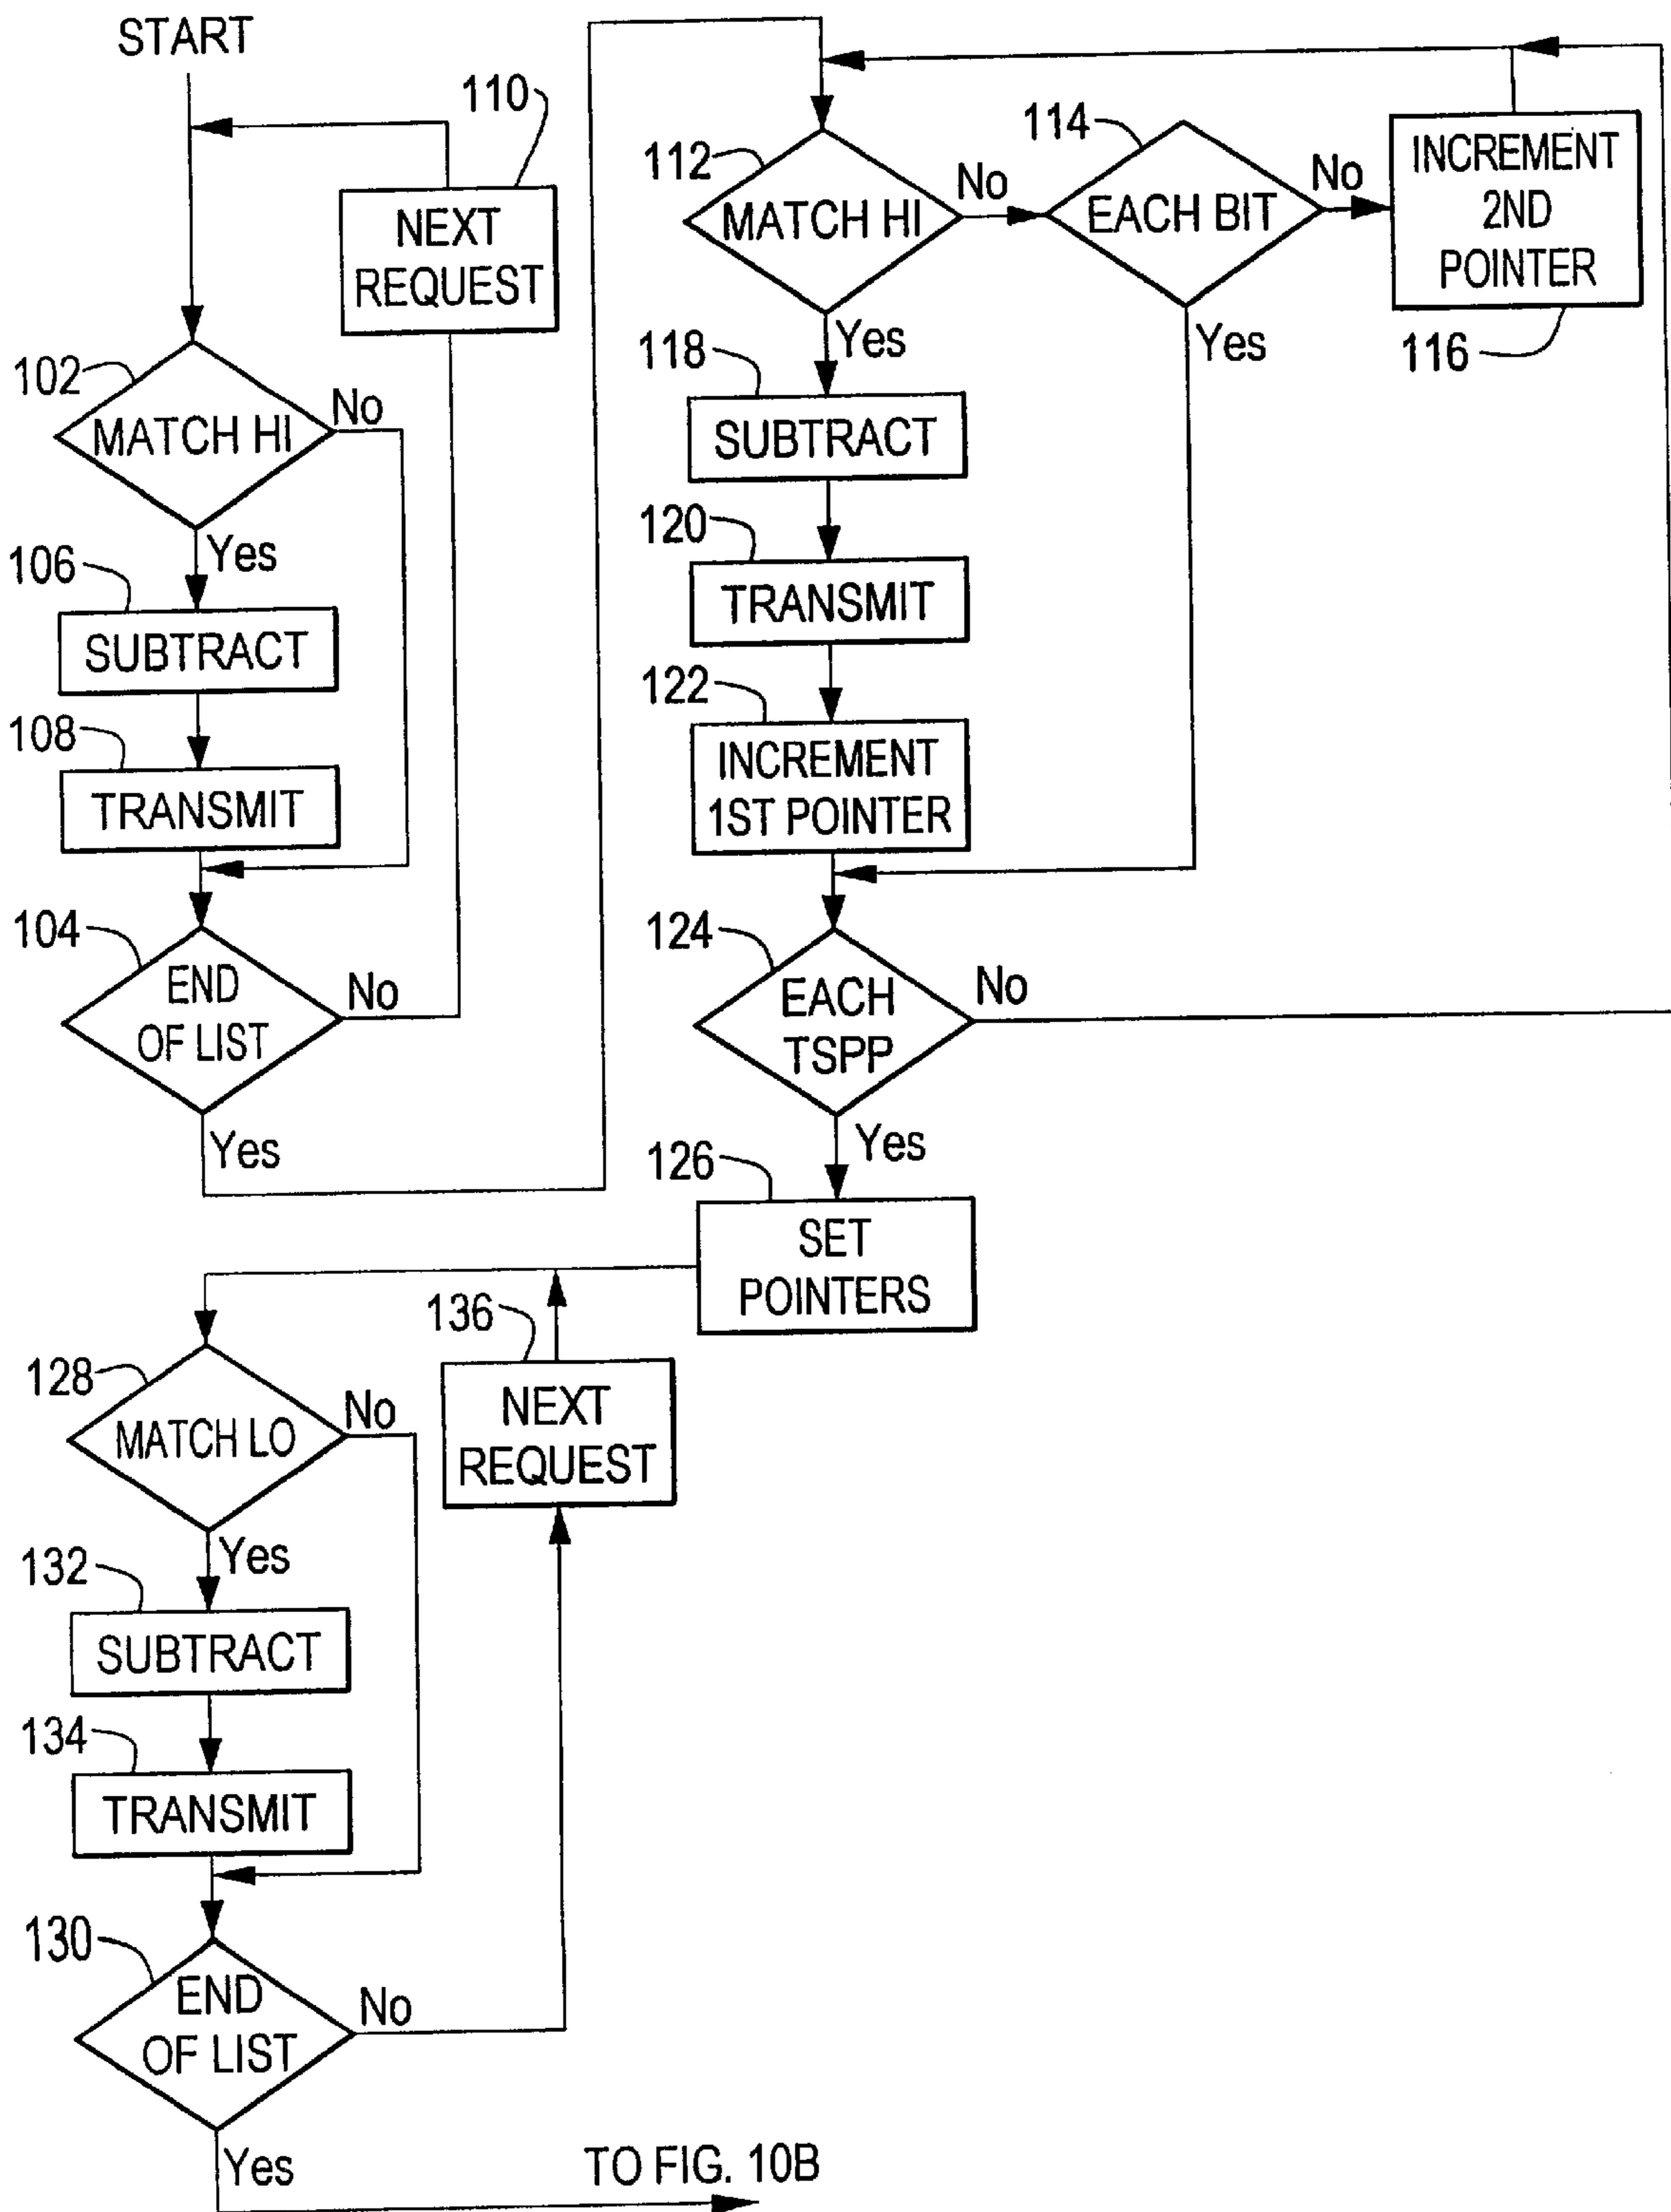 START
110
NEXT
REQUEST
102
MATCH HI
No
Yes
106
SUBTRACT
108
TRANSMIT
104
END
OF LIST
No
Yes
112
MATCH HI
No
114
EACH BIT
No
INCREMENT
2ND
POINTER
116
Yes
Yes
118
SUBTRACT
120
TRANSMIT
122
INCREMENT
1ST POINTER
124
EACH
TSPP
No
Yes
126
SET
POINTERS
136
NEXT
REQUEST
128
MATCH LO
No
Yes
132
SUBTRACT
134
TRANSMIT
130
END
OF LIST
No
Yes
TO FIG. 10B